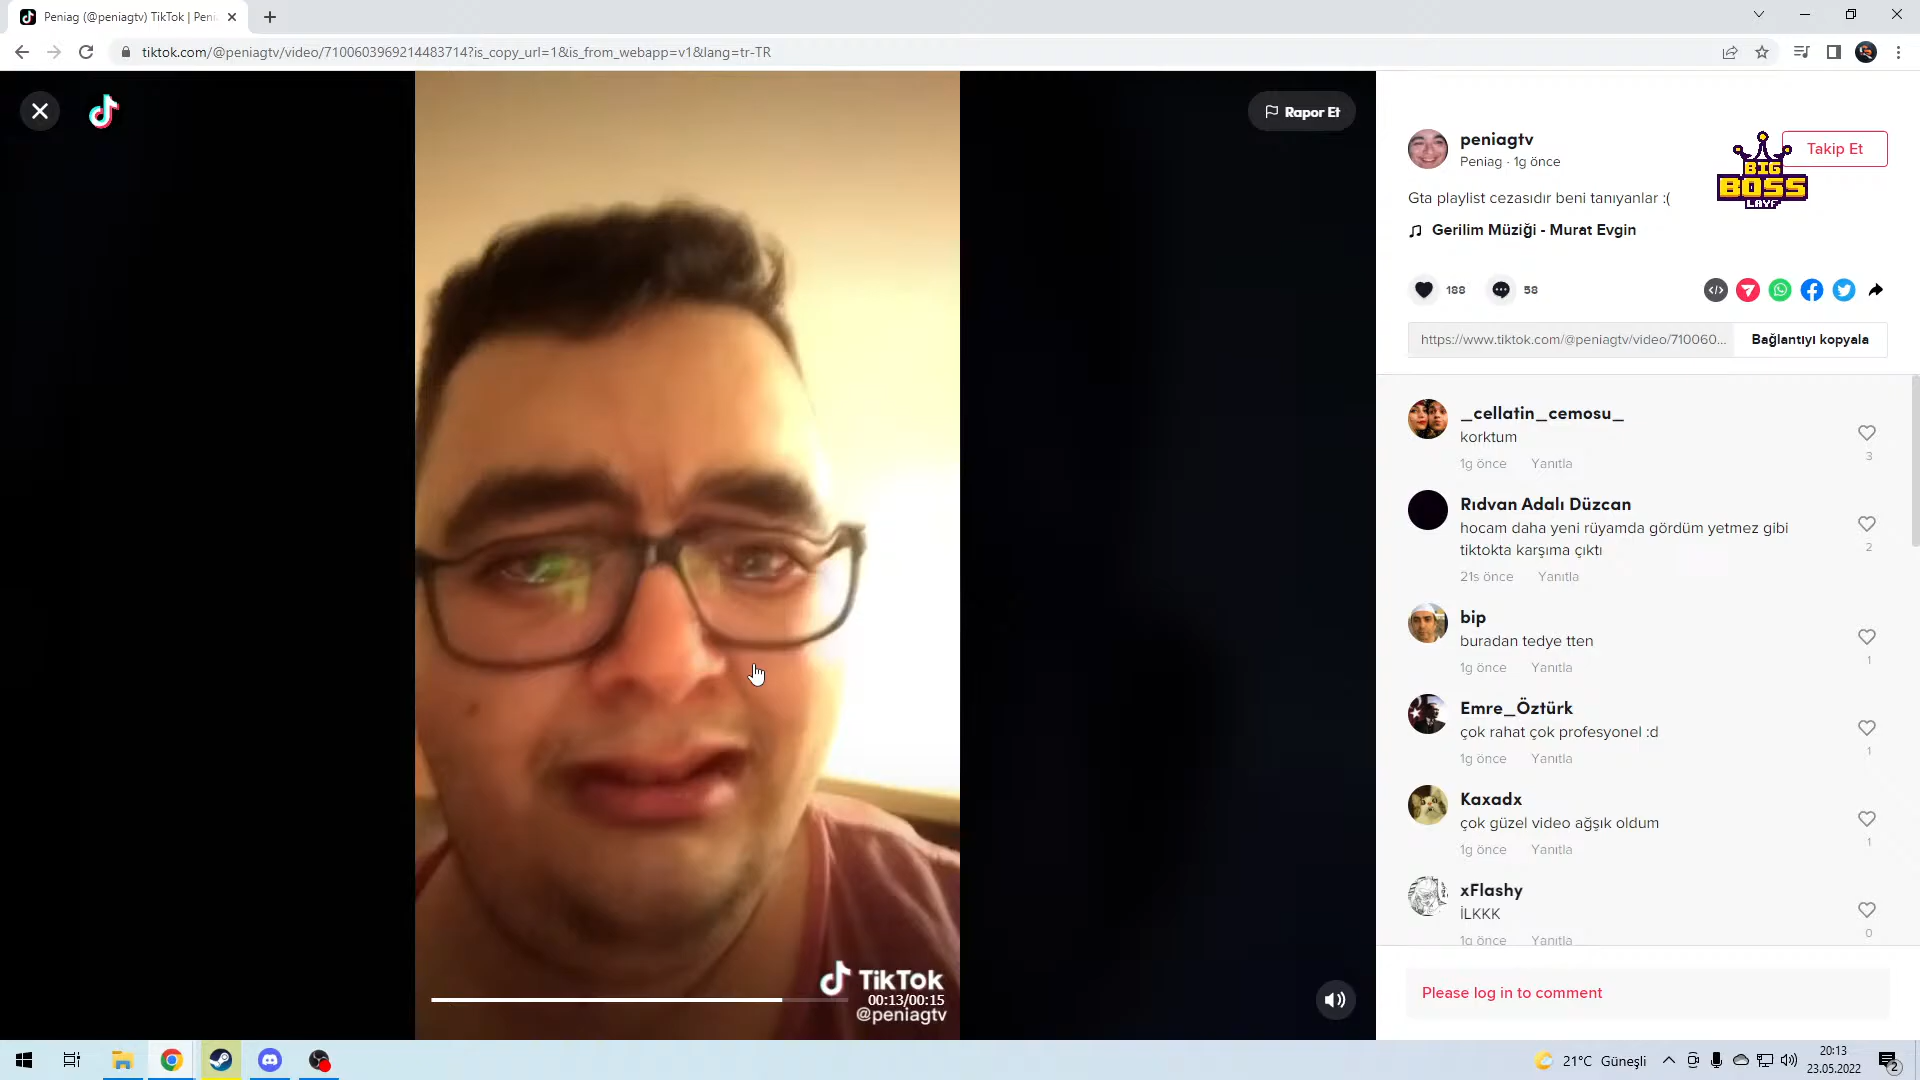 Peniag (@peniagtv) TikTok | Peni
tiktok.com/@peniagtv/video/7100603969214483714?is_copy_url=1&is_from_webapp=v1&lang=tr-TR
Rapor Et
TikTok
00:13/00:15
@peniagtv
peniagtv
Peniag · 1g önce
BIG
BOSS
LAYF
Takip Et
Gta playlist cezasıdır beni tanıyanlar :(
Gerilim Müziği - Murat Evgin
188
58
https://www.tiktok.com/@peniagtv/video/710060...
Bağlantıyı kopyala
_cellatin_cemosu_
korktum
1g önce Yanıtla
3
Rıdvan Adalı Düzcan
hocam daha yeni rüyamda gördüm yetmez gibi
tiktokta karşıma çıktı
21s önce Yanıtla
2
bip
buradan tedye tten
1g önce Yanıtla
1
Emre_Öztürk
çok rahat çok profesyonel :d
1g önce Yanıtla
1
Kaxadx
çok güzel video ağşık oldum
1g önce Yanıtla
1
xFlashy
İLKKK
1g önce Yanıtla
0
Please log in to comment
21°C Güneşli
20:13
23.05.2022
2